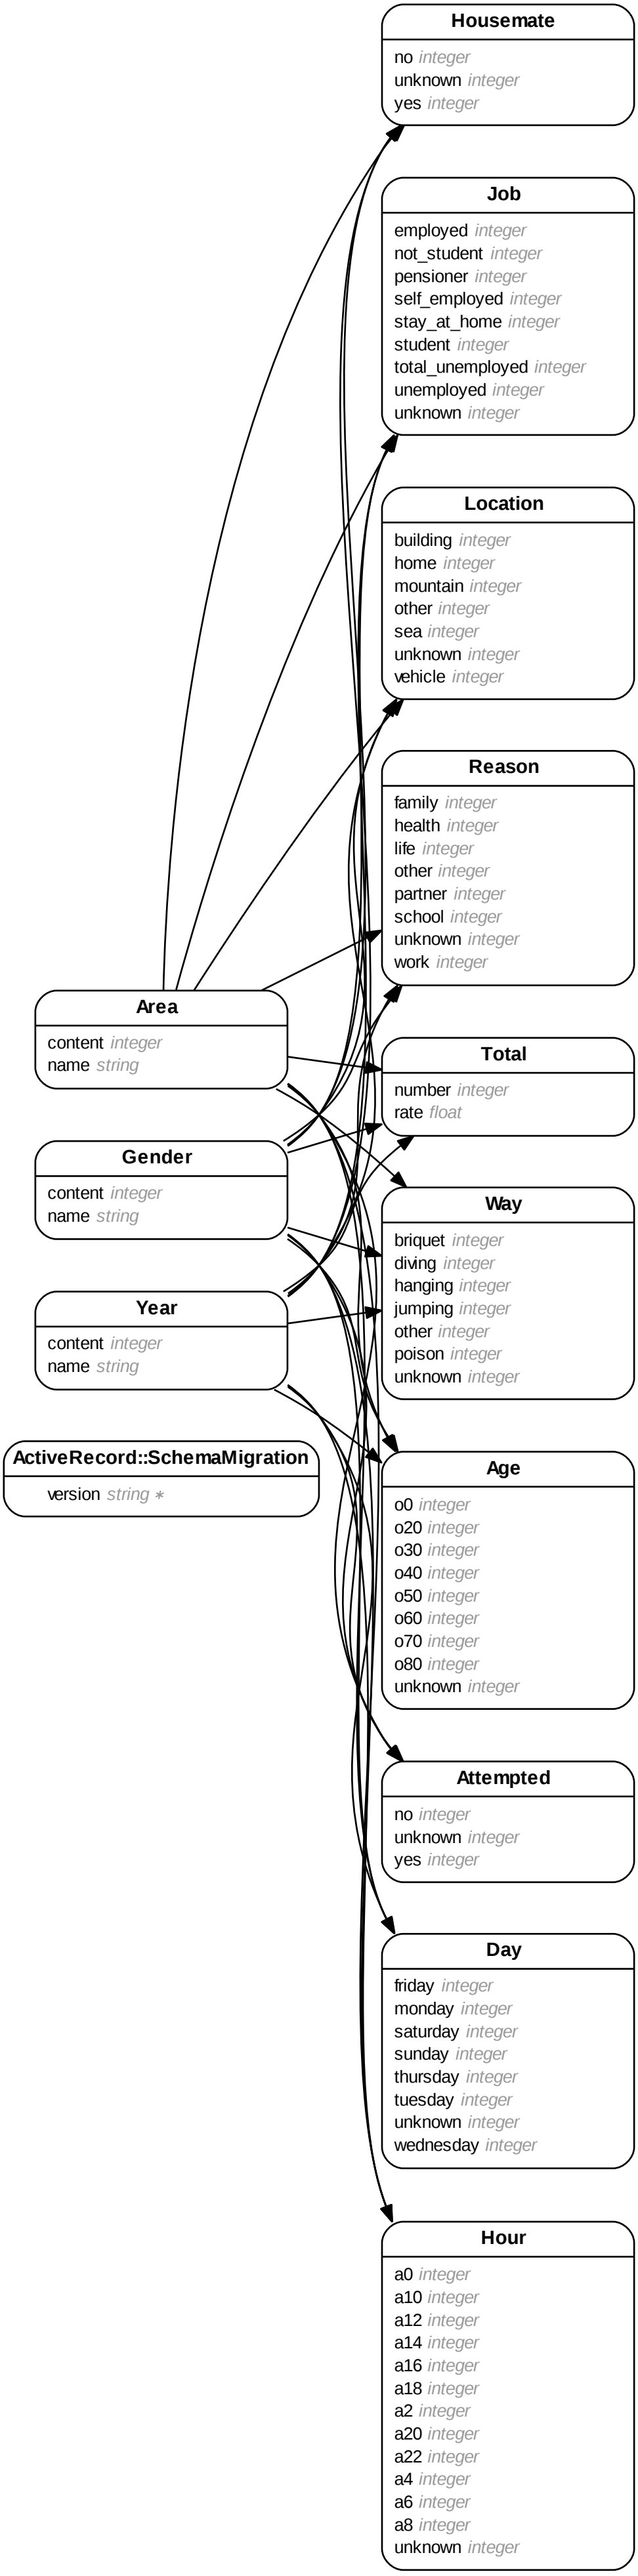 Housemate
no integer
unknown integer
yes integer
Job
employed integer
not_student integer
pensioner integer
self_employed integer
stay_at_home integer
student integer
total_unemployed integer
unemployed integer
unknown integer
Location
building integer
home integer
mountain integer
other integer
sea integer
unknown integer
vehicle integer
Reason
family integer
health integer
life integer
other integer
partner integer
school integer
unknown integer
work integer
Area
content integer
name string
Total
number integer
rate float
Gender
content integer
name string
Way
briquet integer
diving integer
hanging integer
jumping integer
other integer
poison integer
unknown integer
Year
content integer
name string
ActiveRecord::SchemaMigration
version string *
Age
o0 integer
o20 integer
o30 integer
o40 integer
o50 integer
o60 integer
o70 integer
o80 integer
unknown integer
Attempted
no integer
unknown integer
yes integer
Day
friday integer
monday integer
saturday integer
sunday integer
thursday integer
tuesday integer
unknown integer
wednesday integer
Hour
a0 integer
a10 integer
a12 integer
a14 integer
a16 integer
a18 integer
a2 integer
a20 integer
a22 integer
a4 integer
a6 integer
a8 integer
unknown integer